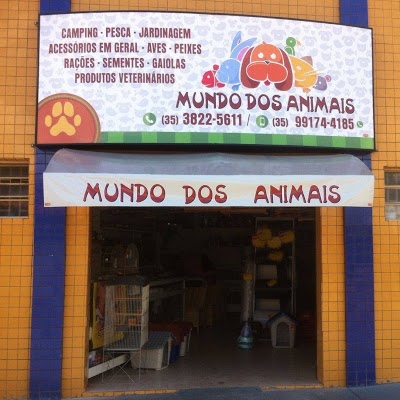 CAMPING · PESCA · JARDINAGEM
ACESSÓRIOS EM GERAL · AVES · PEIXES
RAÇÕES · SEMENTES · GAIOLAS
PRODUTOS VETERINÁRIOS
MUNDO DOS ANIMAIS
(35) 3822-5611 / (35) 99174-4185
MUNDO DOS ANIMAIS